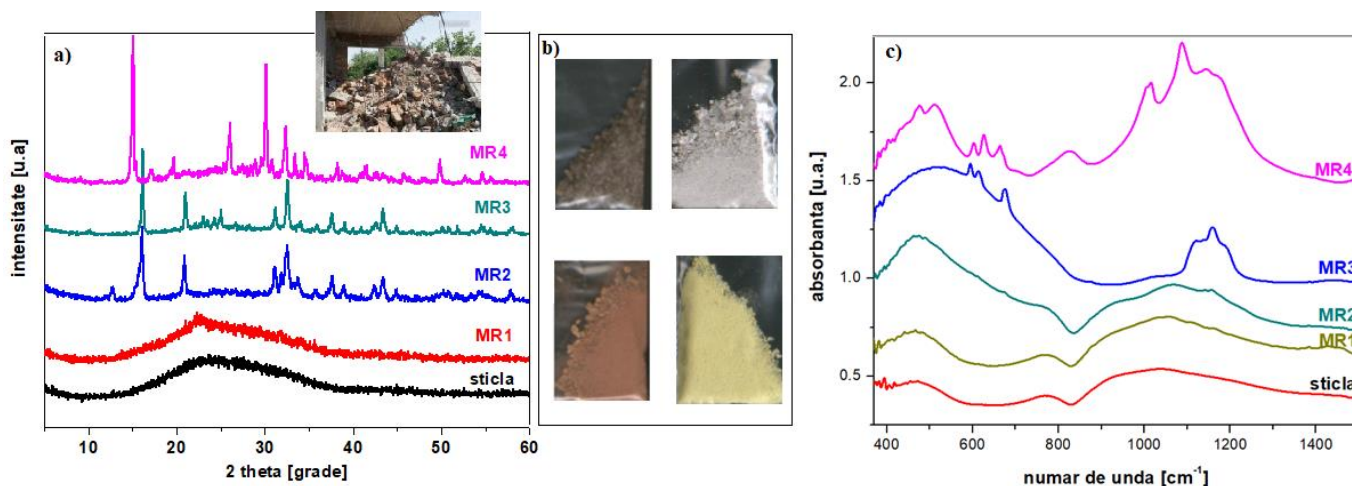 a)
intensitate [u.a]
MR4
MR3
MR2
MR1
sticla
10 20 30 40 50 60
2 theta [grade]
b)
c)
absorbanta [u.a.]
2.0
1.5
1.0
0.5
MR4
MR3
MR2
MR1
sticla
400 600 800 1000 1200 1400
numar de unda [cm⁻¹]